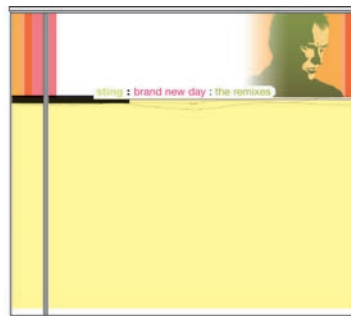 sting : brand new day : the remixes